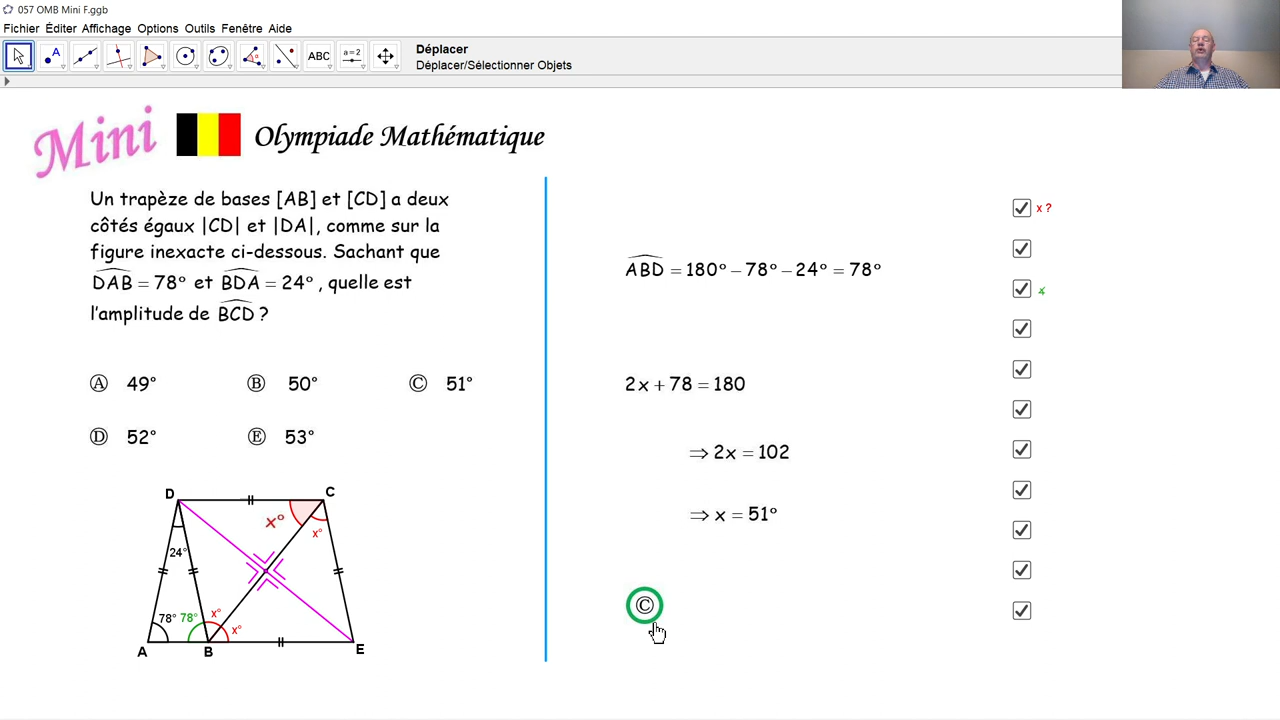 057 OMB Mini F.ggb
Fichier Éditer Affichage Options Outils Fenêtre Aide
A ABC a=2 Déplacer
Déplacer/Sélectionner Objets
Mini Olympiade Mathématique
Un trapèze de bases [AB] et [CD] a deux
côtés égaux |CD| et |DA|, comme sur la
figure inexacte ci-dessous. Sachant que
DAB = 78° et BDA = 24°, quelle est
l'amplitude de BCD ?
Ⓐ 49° Ⓑ 50° Ⓒ 51°
Ⓓ 52° Ⓔ 53°
D C
x°
x°
24°
78° 78° x° x°
A B E
ABD = 180° – 78° – 24° = 78°
2x + 78 = 180
⇒ 2x = 102
⇒ x = 51°
Ⓒ
x ?